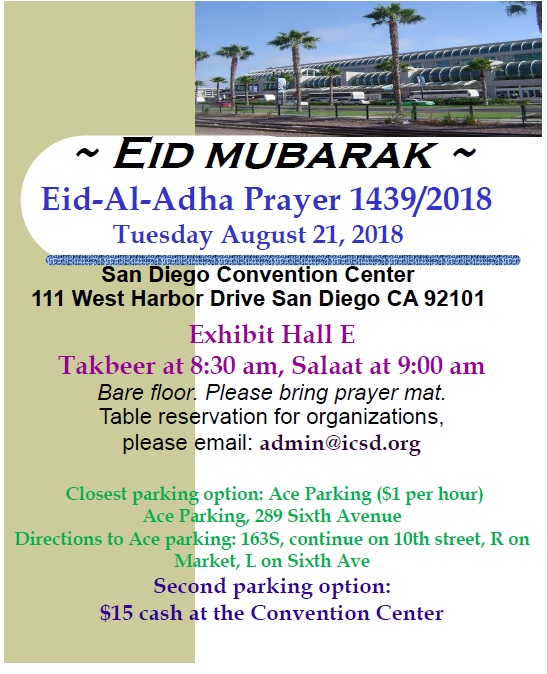 ~ EID MUBARAK ~
Eid-Al-Adha Prayer 1439/2018
Tuesday August 21, 2018
San Diego Convention Center
111 West Harbor Drive San Diego CA 92101
Exhibit Hall E
Takbeer at 8:30 am, Salaat at 9:00 am
Bare floor. Please bring prayer mat.
Table reservation for organizations,
please email: admin@icsd.org
Closest parking option: Ace Parking ($1 per hour)
Ace Parking, 289 Sixth Avenue
Directions to Ace parking: 163S, continue on 10th street, R on
Market, L on Sixth Ave
Second parking option:
$15 cash at the Convention Center